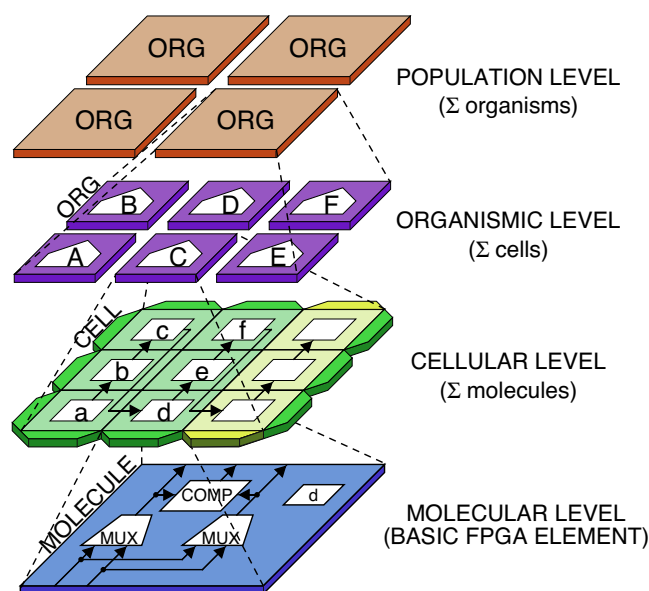 ORG ORG
ORG ORG
POPULATION LEVEL
(Σ organisms)
ORG
B D F
A C E
ORGANISMIC LEVEL
(Σ cells)
CELL
c f
b e
a d
CELLULAR LEVEL
(Σ molecules)
MOLECULE
COMP d
MUX MUX
MOLECULAR LEVEL
(BASIC FPGA ELEMENT)